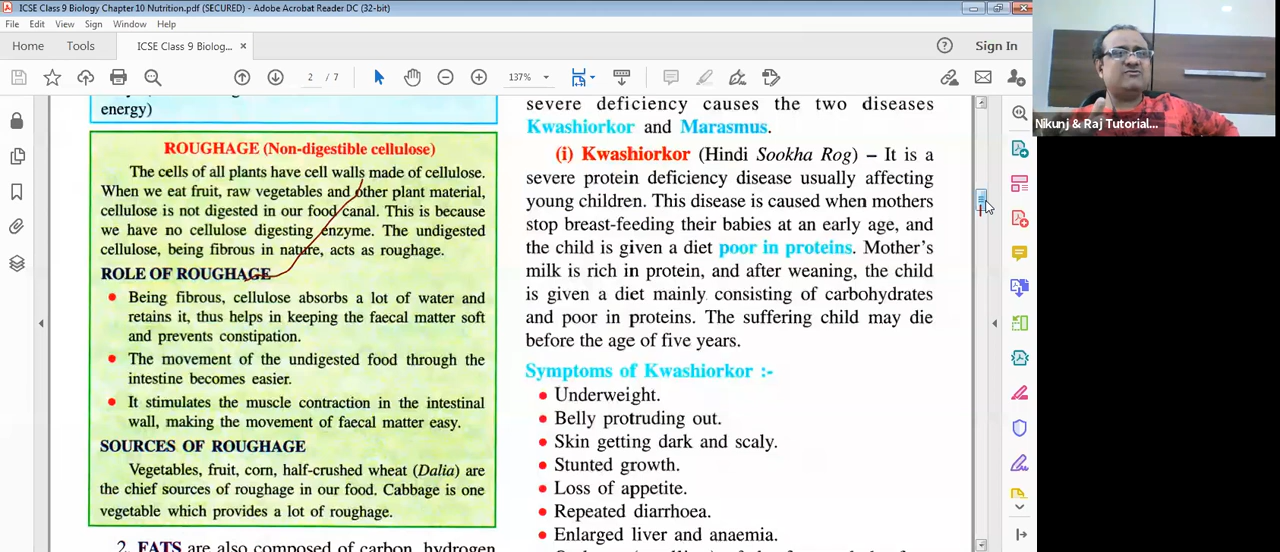 ICSE Class 9 Biology Chapter 10 Nutrition.pdf (SECURED) - Adobe Acrobat Reader DC (32-bit)
File Edit View Sign Window Help
Home Tools ICSE Class 9 Biolog... × Sign In
2 / 7 137%
energy)
ROUGHAGE (Non-digestible cellulose)
The cells of all plants have cell walls made of cellulose.
When we eat fruit, raw vegetables and other plant material,
cellulose is not digested in our food canal. This is because
we have no cellulose digesting enzyme. The undigested
cellulose, being fibrous in nature, acts as roughage.
ROLE OF ROUGHAGE
• Being fibrous, cellulose absorbs a lot of water and
retains it, thus helps in keeping the faecal matter soft
and prevents constipation.
• The movement of the undigested food through the
intestine becomes easier.
• It stimulates the muscle contraction in the intestinal
wall, making the movement of faecal matter easy.
SOURCES OF ROUGHAGE
Vegetables, fruit, corn, half-crushed wheat (Dalia) are
the chief sources of roughage in our food. Cabbage is one
vegetable which provides a lot of roughage.
2. FATS are also composed of carbon, hydrogen
severe deficiency causes the two diseases
Kwashiorkor and Marasmus.
(i) Kwashiorkor (Hindi Sookha Rog) – It is a
severe protein deficiency disease usually affecting
young children. This disease is caused when mothers
stop breast-feeding their babies at an early age, and
the child is given a diet poor in proteins. Mother's
milk is rich in protein, and after weaning, the child
is given a diet mainly consisting of carbohydrates
and poor in proteins. The suffering child may die
before the age of five years.
Symptoms of Kwashiorkor :-
• Underweight.
• Belly protruding out.
• Skin getting dark and scaly.
• Stunted growth.
• Loss of appetite.
• Repeated diarrhoea.
• Enlarged liver and anaemia.
Nikunj & Raj Tutorial...